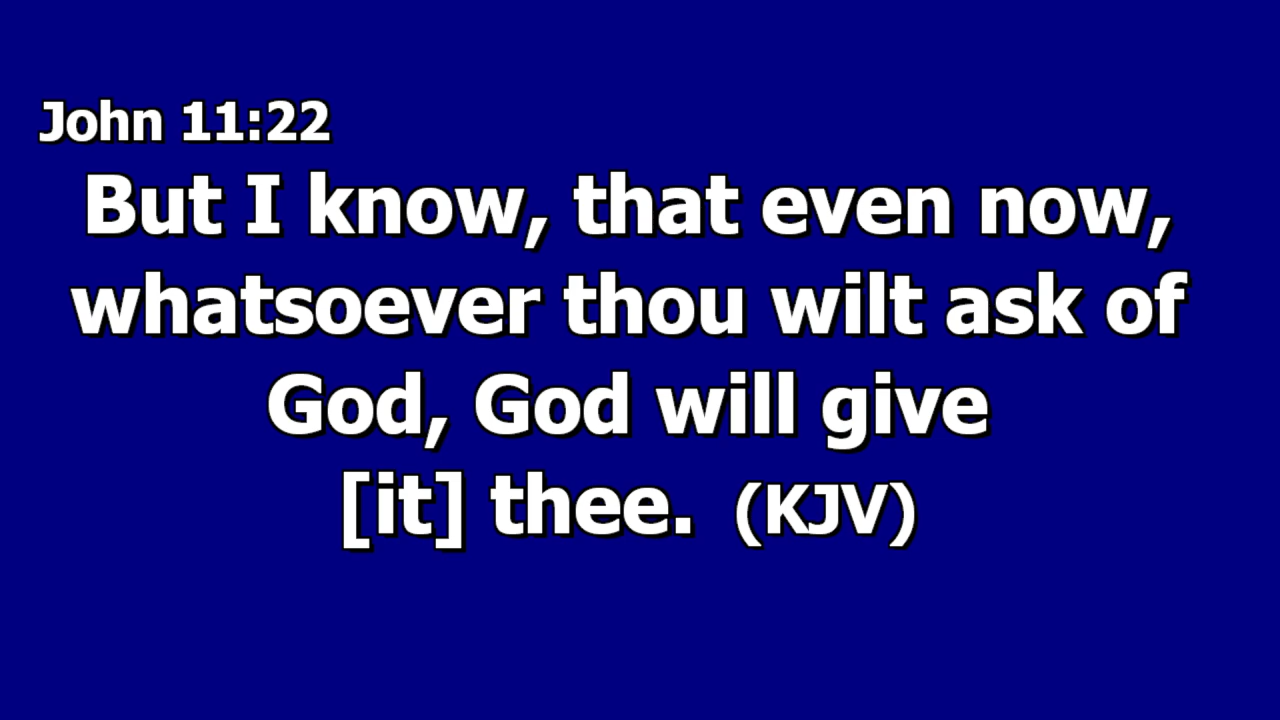 John 11:22
But I know, that even now,
whatsoever thou wilt ask of
God, God will give
[it] thee. (KJV)